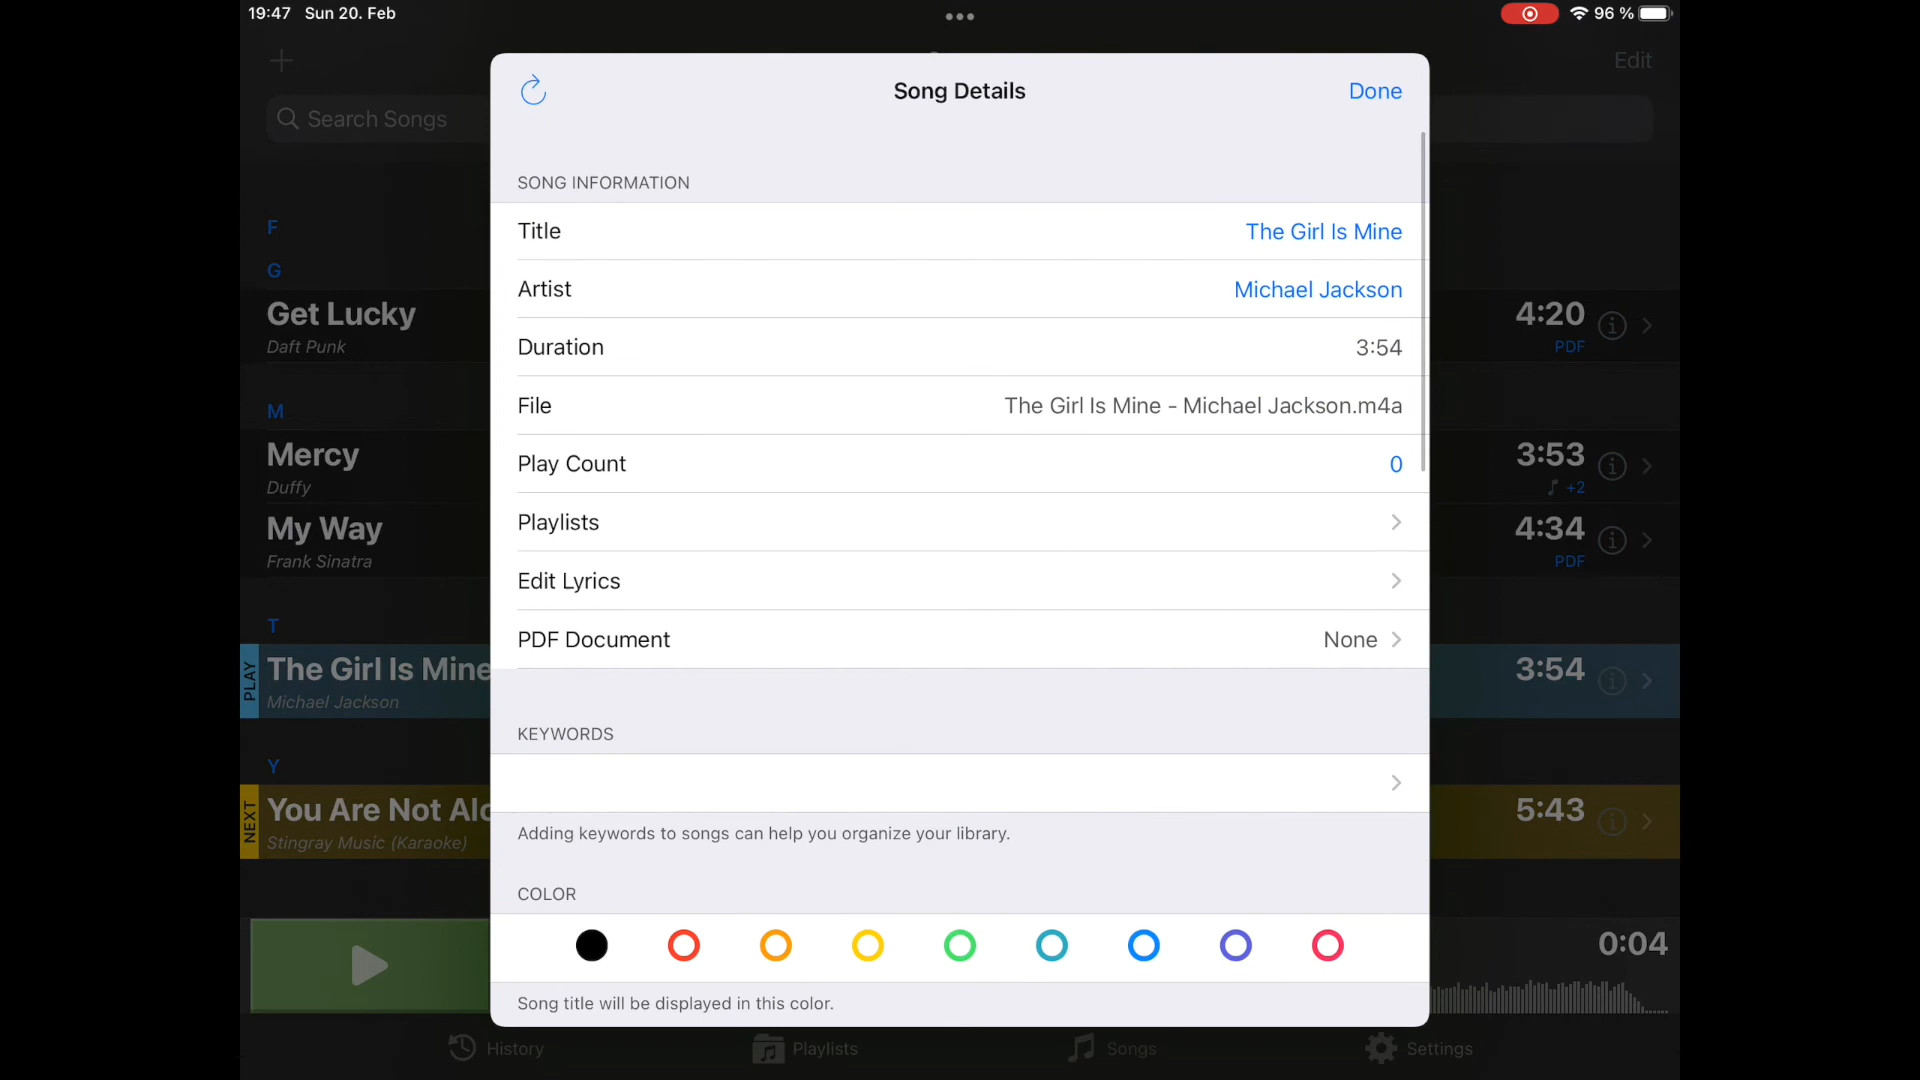 19:47 Sun 20. Feb
96 %
Edit
Search Songs
Song Details
Done
SONG INFORMATION
Title The Girl Is Mine
Artist Michael Jackson
Duration 3:54
File The Girl Is Mine - Michael Jackson.m4a
Play Count 0
Playlists
Edit Lyrics
PDF Document None
KEYWORDS
Adding keywords to songs can help you organize your library.
COLOR
Song title will be displayed in this color.
F
G
Get Lucky 4:20
Daft Punk PDF
M
Mercy 3:53
Duffy +2
My Way 4:34
Frank Sinatra PDF
T
PLAY
The Girl Is Mine 3:54
Michael Jackson
Y
NEXT
You Are Not Alo 5:43
Stingray Music (Karaoke)
0:04
History Playlists Songs Settings